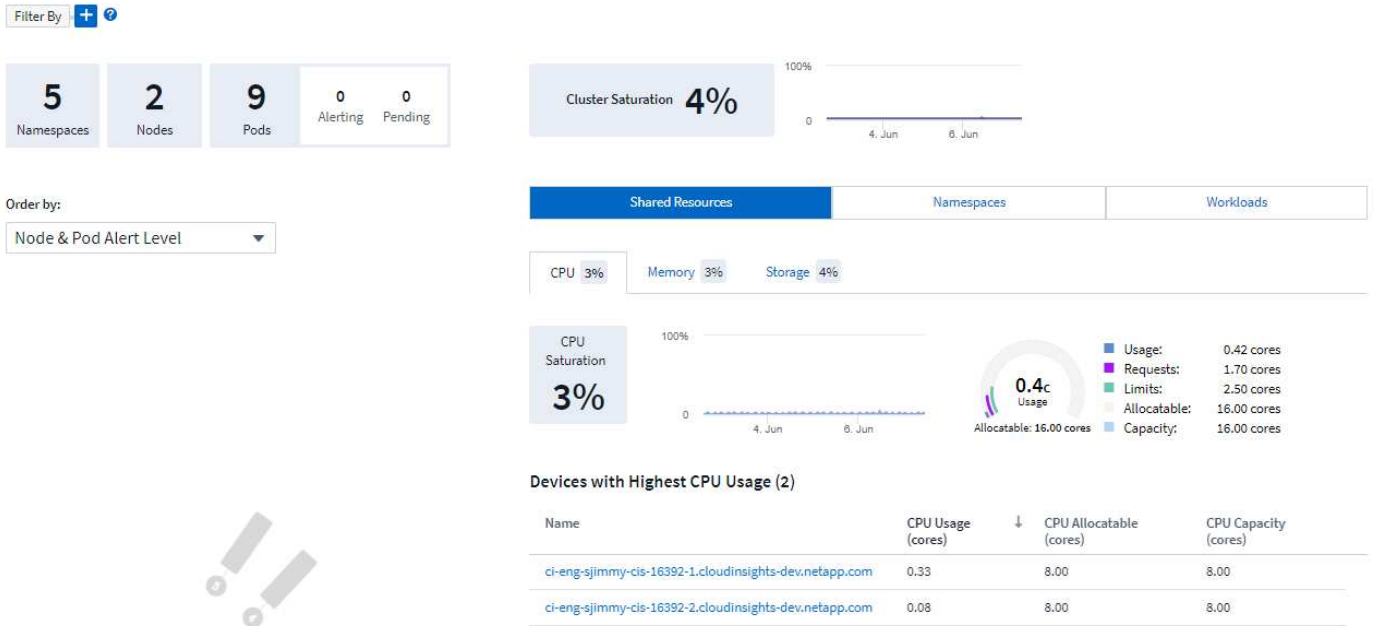 Filter By + ?
5 2 9 0 0
Namespaces Nodes Pods Alerting Pending
Cluster Saturation 4%
100%
0
4. Jun 6. Jun
Order by:
Node & Pod Alert Level
Shared Resources Namespaces Workloads
CPU 3% Memory 3% Storage 4%
CPU
Saturation
3%
100%
0
4. Jun 6. Jun
0.4c
Usage
Allocatable: 16.00 cores
Usage: 0.42 cores
Requests: 1.70 cores
Limits: 2.50 cores
Allocatable: 16.00 cores
Capacity: 16.00 cores
Devices with Highest CPU Usage (2)
Name CPU Usage (cores) ↓ CPU Allocatable (cores) CPU Capacity (cores)
ci-eng-sjimmy-cis-16392-1.cloudinsights-dev.netapp.com 0.33 8.00 8.00
ci-eng-sjimmy-cis-16392-2.cloudinsights-dev.netapp.com 0.08 8.00 8.00